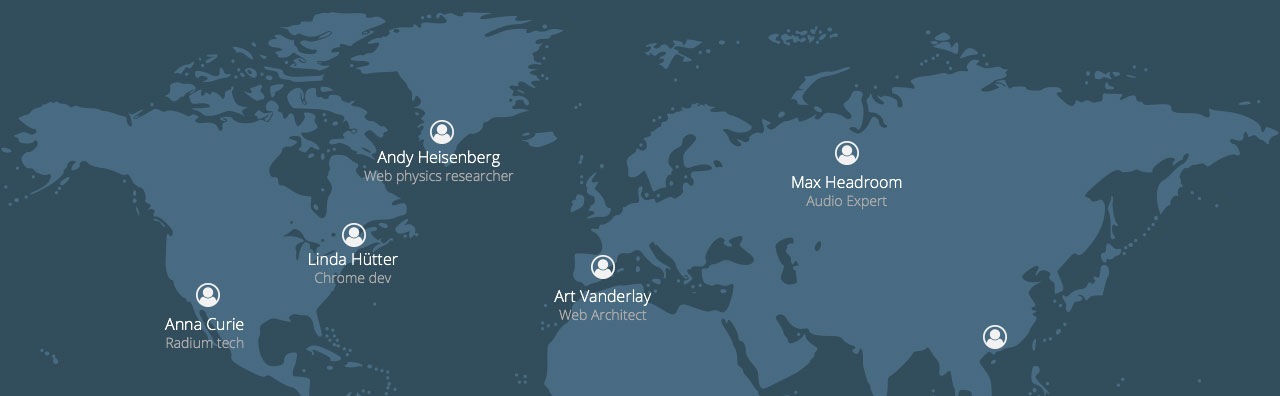 Andy Heisenberg
Web physics researcher
Max Headroom
Audio Expert
Linda Hütter
Chrome dev
Art Vanderlay
Web Architect
Anna Curie
Radium tech